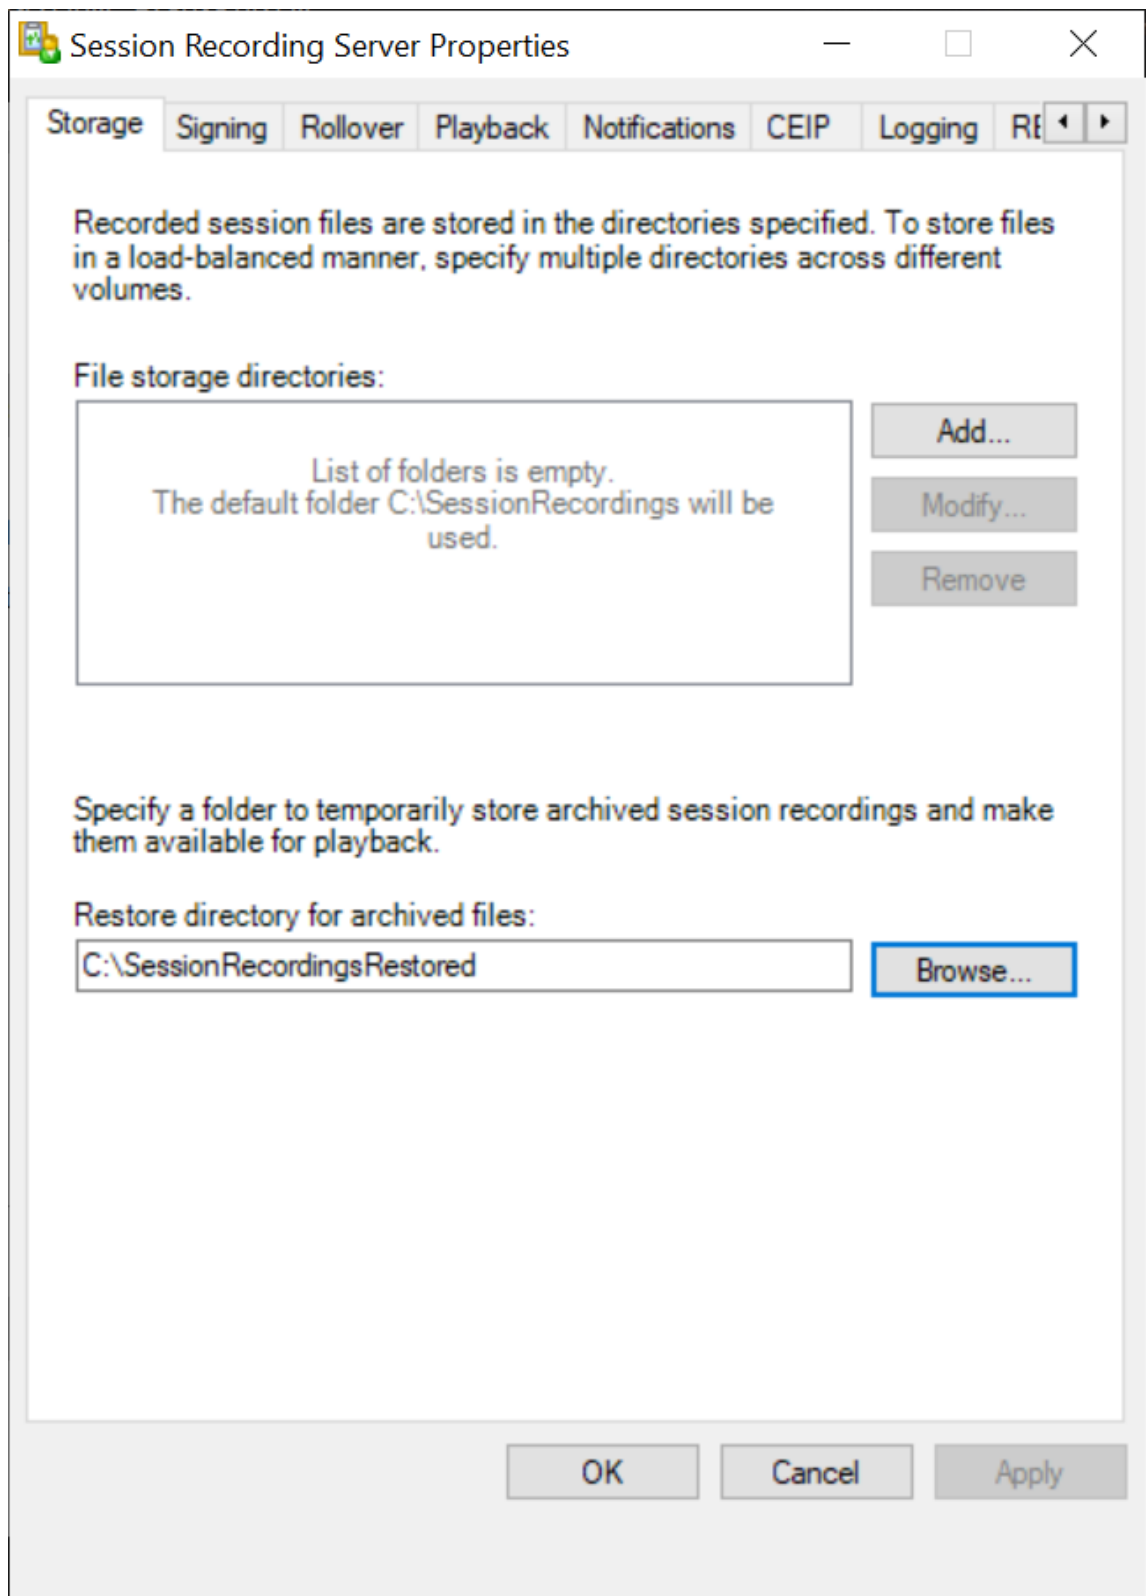 Session Recording Server Properties
Storage
Signing
Rollover
Playback
Notifications
CEIP
Logging
Recorded session files are stored in the directories specified. To store files
in a load-balanced manner, specify multiple directories across different
volumes.
File storage directories:
List of folders is empty.
The default folder C:\SessionRecordings will be
used.
Add...
Modify...
Remove
Specify a folder to temporarily store archived session recordings and make
them available for playback.
Restore directory for archived files:
C:\SessionRecordingsRestored
Browse...
OK
Cancel
Apply